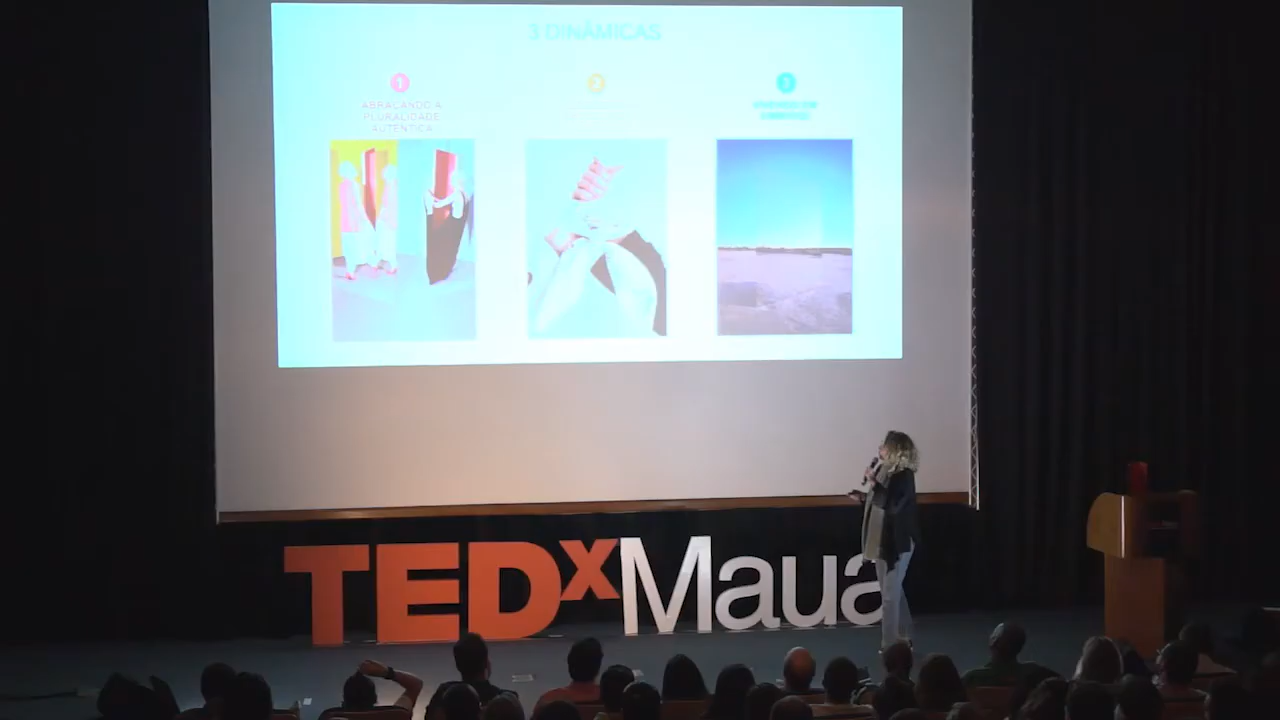 3 DINÂMICAS
1
ABRAÇANDO A
PLURALIDADE
AUTÊNTICA
2
3
TEDxMaua